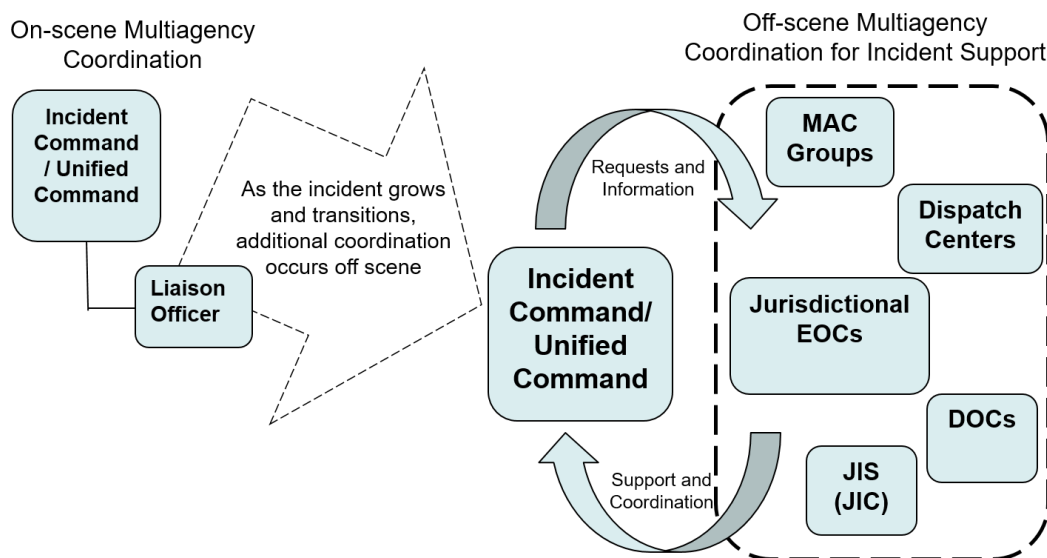 On-scene Multiagency
Coordination
Incident
Command
/ Unified
Command
Liaison
Officer
As the incident grows
and transitions,
additional coordination
occurs off scene
Incident
Command/
Unified
Command
Requests and
Information
Support and
Coordination
Off-scene Multiagency
Coordination for Incident Support
MAC
Groups
Dispatch
Centers
Jurisdictional
EOCs
DOCs
JIS
(JIC)